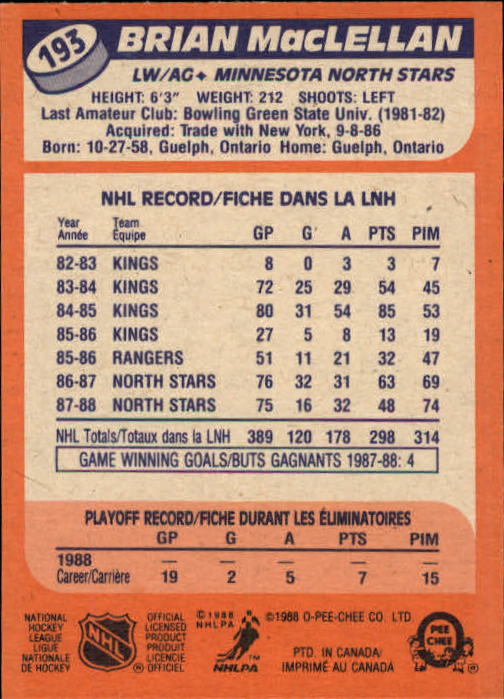 193 BRIAN MacLELLAN
LW/AG✦ MINNESOTA NORTH STARS
HEIGHT: 6'3" WEIGHT: 212 SHOOTS: LEFT
Last Amateur Club: Bowling Green State Univ. (1981-82)
Acquired: Trade with New York, 9-8-86
Born: 10-27-58, Guelph, Ontario Home: Guelph, Ontario
NHL RECORD/FICHE DANS LA LNH
Year Team
Année Équipe GP G A PTS PIM
82-83 KINGS 8 0 3 3 7
83-84 KINGS 72 25 29 54 45
84-85 KINGS 80 31 54 85 53
85-86 KINGS 27 5 8 13 19
85-86 RANGERS 51 11 21 32 47
86-87 NORTH STARS 76 32 31 63 69
87-88 NORTH STARS 75 16 32 48 74
NHL Totals/Totaux dans la LNH 389 120 178 298 314
GAME WINNING GOALS/BUTS GAGNANTS 1987-88: 4
PLAYOFF RECORD/FICHE DURANT LES ÉLIMINATOIRES
GP G A PTS PIM
1988 — — — — —
Career/Carrière 19 2 5 7 15
NATIONAL
HOCKEY
LEAGUE
LIGUE
NATIONALE
DE HOCKEY
NHL
®
OFFICIAL
LICENSED
PRODUCT
PRODUIT
LICENCIE
OFFICIEL
©1988
NHLPA
™
NHLPA
©1988 O-PEE-CHEE CO. LTD.
PTD. IN CANADA/
IMPRIMÉ AU CANADA
O
PEE
CHEE
®